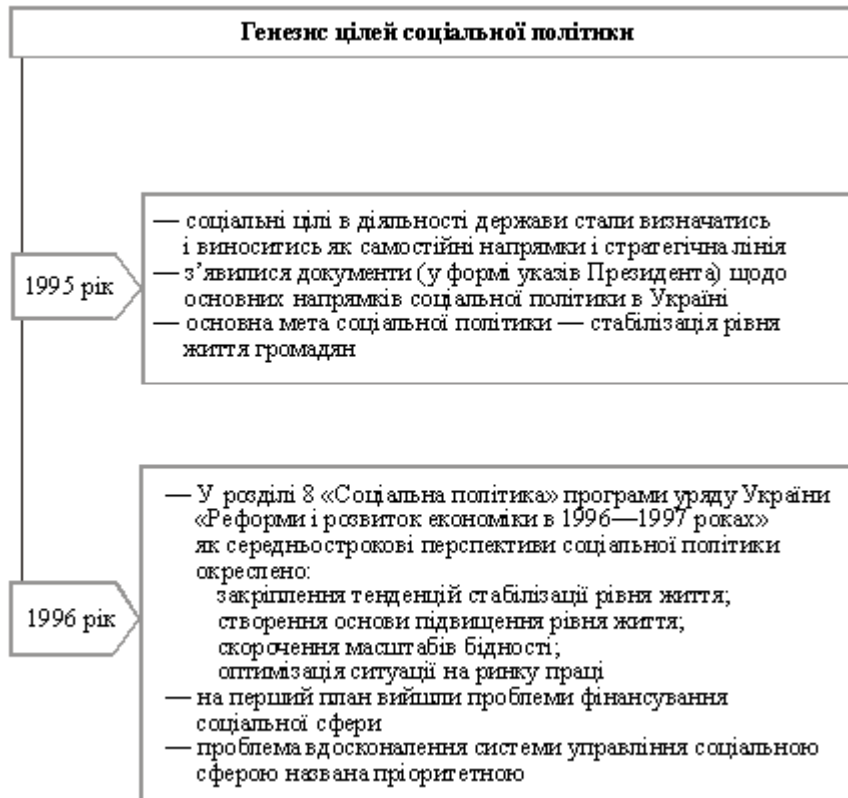 Генезис цілей соціальної політики
1995 рік
— соціальні цілі в діяльності держави стали визначатись
і виноситись як самостійні напрямки і стратегічна лінія
— з’явилися документи (у формі указів Президента) щодо
основних напрямків соціальної політики в Україні
— основна мета соціальної політики — стабілізація рівня
життя громадян
1996 рік
— У розділі 8 «Соціальна політика» програми уряду України
«Реформи і розвиток економіки в 1996—1997 роках»
як середньострокові перспективи соціальної політики
окреслено:
закріплення тенденцій стабілізації рівня життя;
створення основи підвищення рівня життя;
скорочення масштабів бідності;
оптимізація ситуації на ринку праці
— на перший план вийшли проблеми фінансування
соціальної сфери
— проблема вдосконалення системи управління соціальною
сферою названа пріоритетною